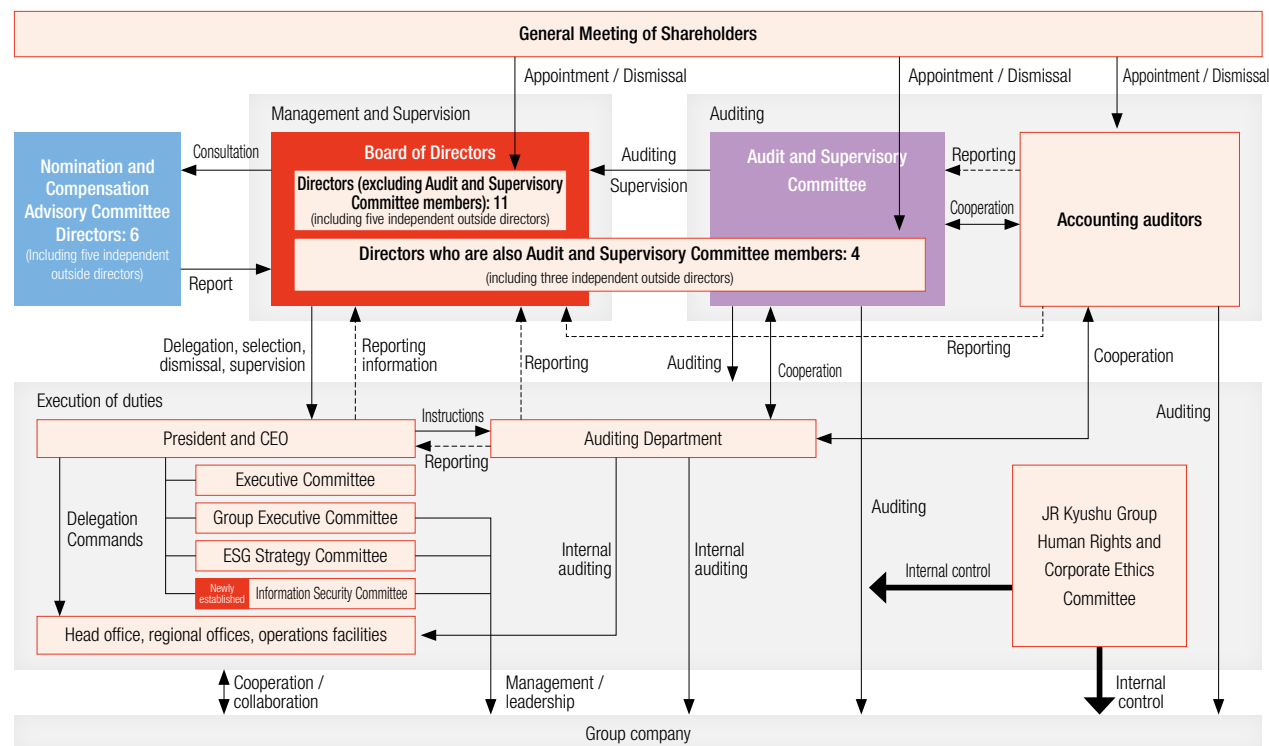 General Meeting of Shareholders
Appointment / Dismissal
Appointment / Dismissal
Appointment / Dismissal
Management and Supervision
Auditing
Nomination and
Compensation
Advisory Committee
Directors: 6
(Including five independent
outside directors)
Consultation
Report
Board of Directors
Directors (excluding Audit and Supervisory
Committee members): 11
(including five independent outside directors)
Auditing
Supervision
Audit and Supervisory
Committee
Directors who are also Audit and Supervisory Committee members: 4
(including three independent outside directors)
Reporting
Cooperation
Accounting auditors
Delegation, selection,
dismissal, supervision
Reporting
information
Reporting
Auditing
Cooperation
Reporting
Cooperation
Auditing
Execution of duties
President and CEO
Instructions
Reporting
Auditing Department
Executive Committee
Group Executive Committee
ESG Strategy Committee
Newly
established
Information Security Committee
Delegation
Commands
Head office, regional offices, operations facilities
Internal
auditing
Internal
auditing
Auditing
Internal control
JR Kyushu Group
Human Rights and
Corporate Ethics
Committee
Cooperation /
collaboration
Management /
leadership
Internal
control
Group company